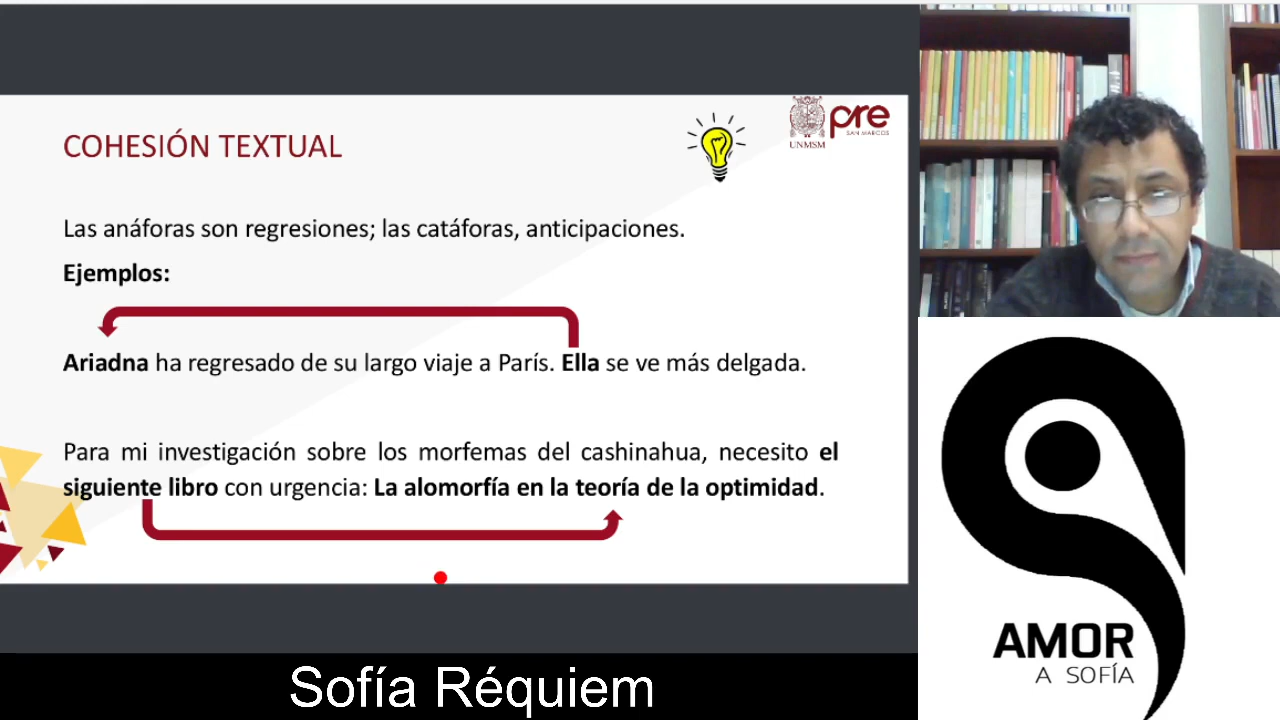 COHESIÓN TEXTUAL
pre
SAN MARCOS
UNMSM
Las anáforas son regresiones; las catáforas, anticipaciones.
Ejemplos:
Ariadna ha regresado de su largo viaje a París. Ella se ve más delgada.
Para mi investigación sobre los morfemas del cashinahua, necesito el
siguiente libro con urgencia: La alomorfía en la teoría de la optimidad.
AMOR
A SOFÍA
Sofía Réquiem